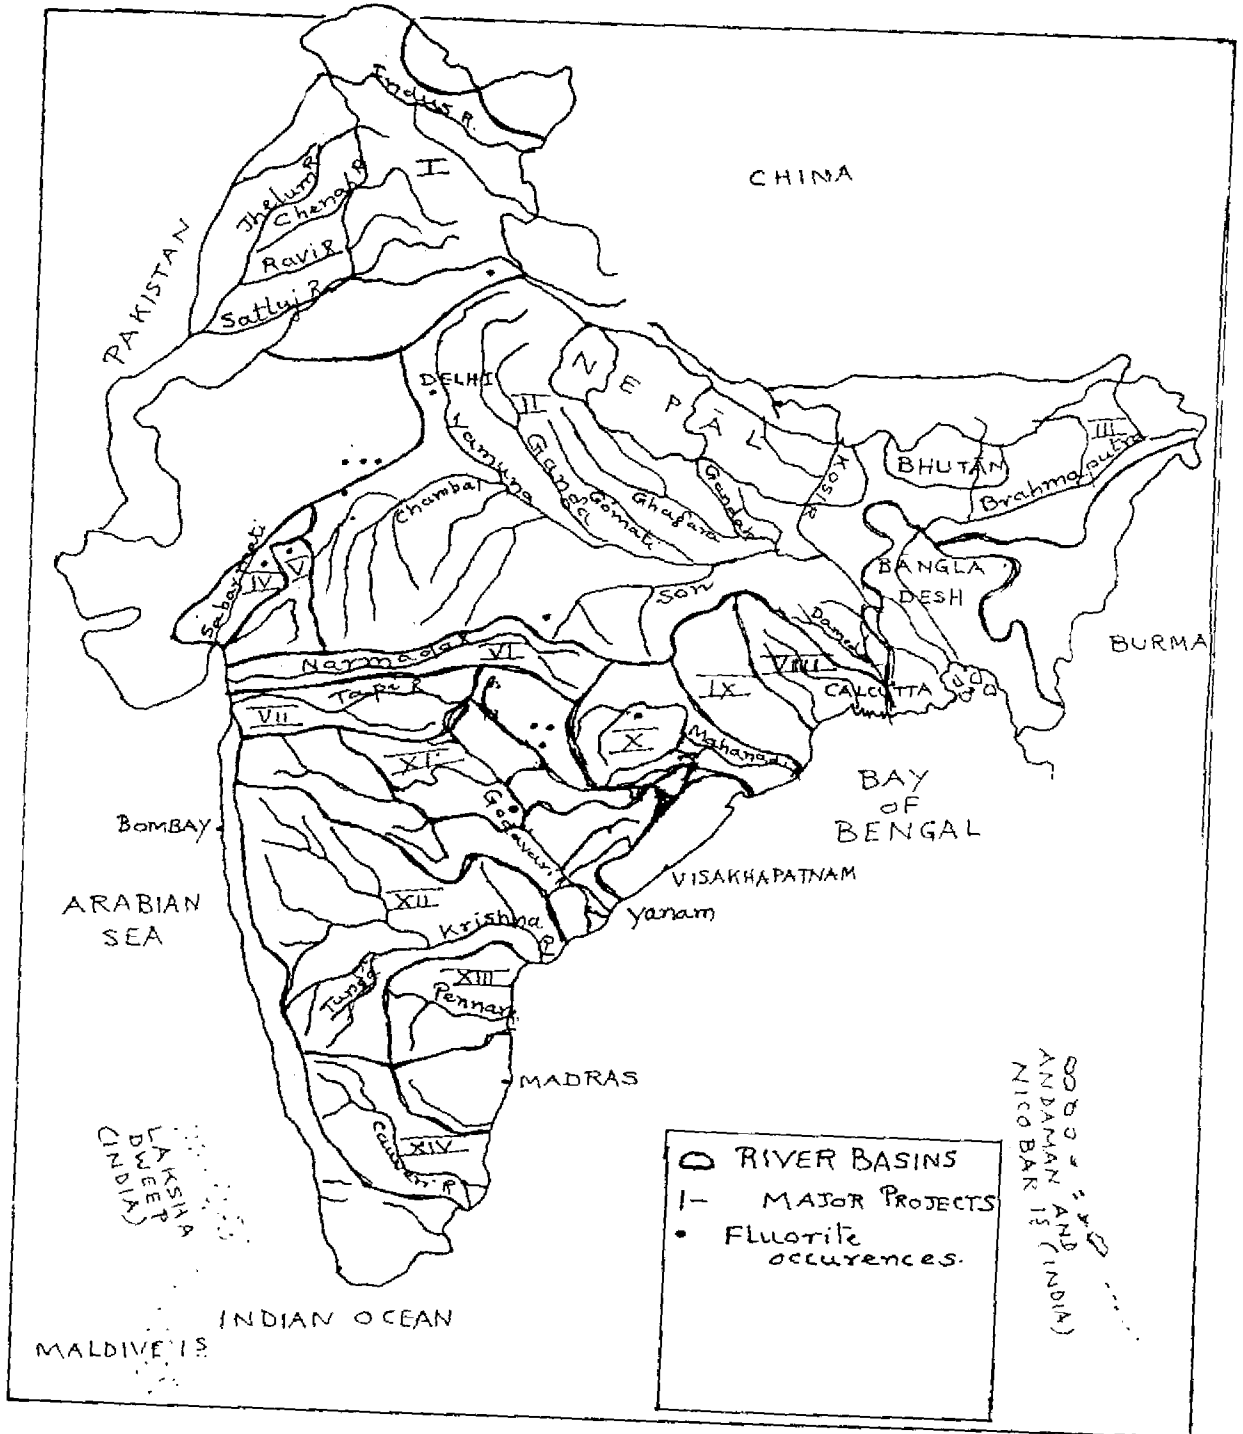 Indus R.
I
CHINA
Jhelum R
Chenab R
Ravi R
Satluj R
PAKISTAN
NEPĀL
DELHI
II
Yamuna
Ganga
Gomati
Ghagara
Gandak
Kosi R
BHUTAN
III
Brahmaputra
Chambal
Sabarmati
IV
V
BANGLA
DESH
Son
Damodar
BURMA
Narmada R
VI
VIII
Tapi R
IX
CALCUTTA
VII
X
Mahanadi
XI
BAY
OF
BENGAL
BOMBAY
Godavari R
VISAKHAPATNAM
ARABIAN
SEA
XII
Krishna R
Yanam
Tunga
XIII
Pennar
MADRAS
Cauveri R
XIV
LAKSHA
DWEEP
(INDIA)
ANDAMAN AND
NICOBAR IS (INDIA)
RIVER BASINS
I- MAJOR PROJECTS
• Fluorite
occurences.
INDIAN OCEAN
MALDIVE IS